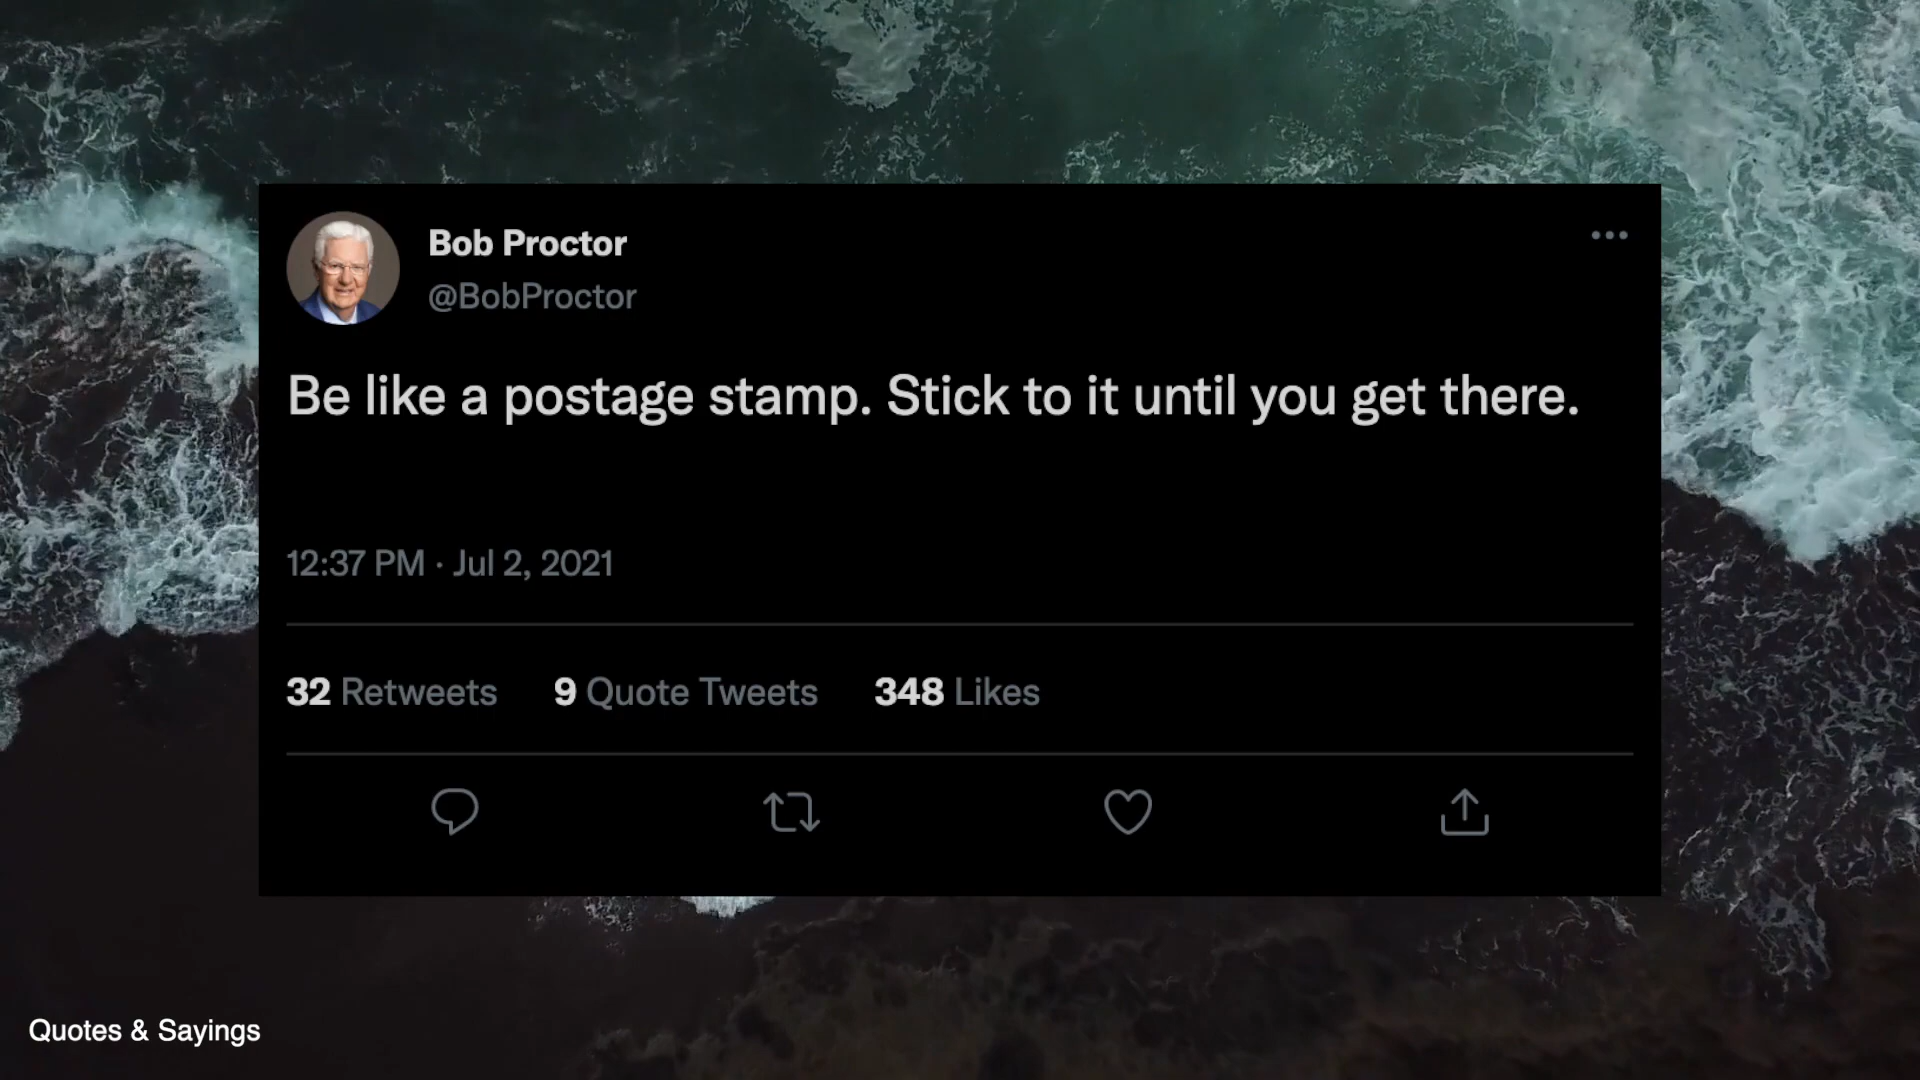 Bob Proctor
@BobProctor
Be like a postage stamp. Stick to it until you get there.
12:37 PM · Jul 2, 2021
32 Retweets 9 Quote Tweets 348 Likes
Quotes & Sayings